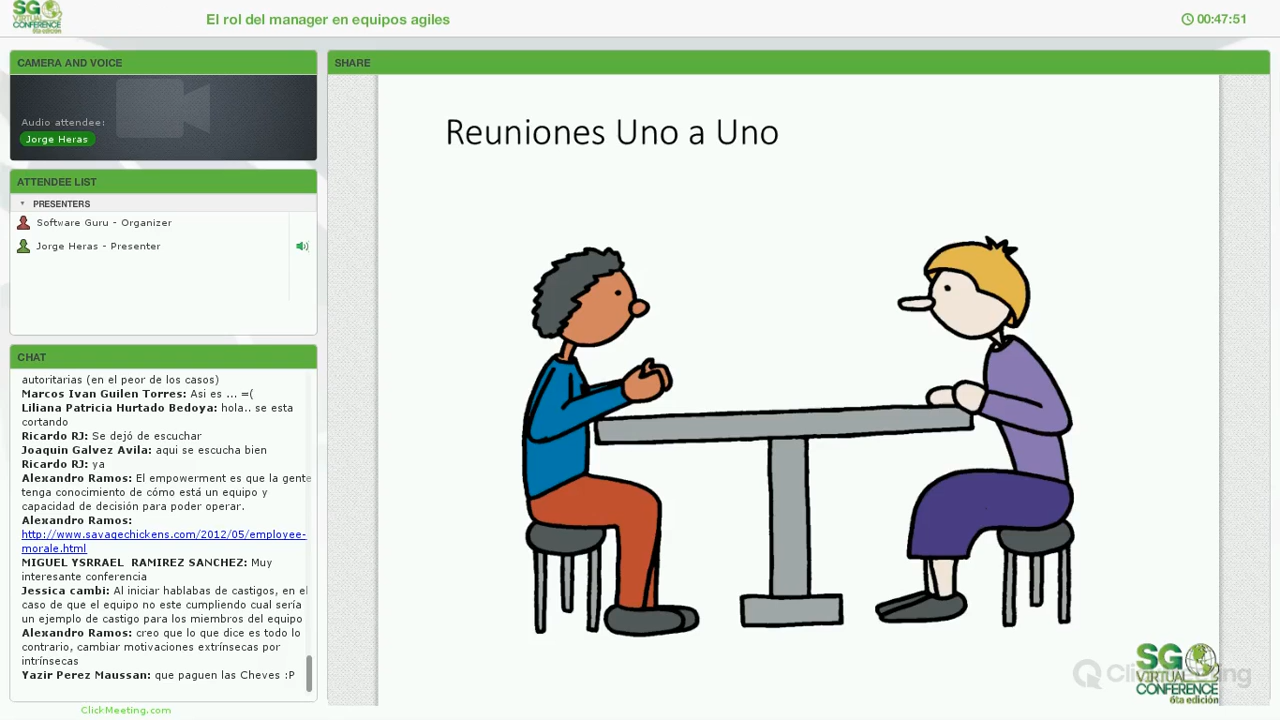 SG
VIRTUAL
CONFERENCE
6ta edición
El rol del manager en equipos agiles
00:47:51
CAMERA AND VOICE
Audio attendee:
Jorge Heras
ATTENDEE LIST
PRESENTERS
Software Guru - Organizer
Jorge Heras - Presenter
CHAT
autoritarias (en el peor de los casos)
Marcos Ivan Guilen Torres: Asi es ... =(
Liliana Patricia Hurtado Bedoya: hola.. se esta
cortando
Ricardo RJ: Se dejó de escuchar
Joaquin Galvez Avila: aqui se escucha bien
Ricardo RJ: ya
Alexandro Ramos: El empowerment es que la gente
tenga conocimiento de cómo está un equipo y
capacidad de decisión para poder operar.
Alexandro Ramos:
http://www.savagechickens.com/2012/05/employee-
morale.html
MIGUEL YSRRAEL RAMIREZ SANCHEZ: Muy
interesante conferencia
Jessica cambi: Al iniciar hablabas de castigos, en el
caso de que el equipo no este cumpliendo cual sería
un ejemplo de castigo para los miembros del equipo
Alexandro Ramos: creo que lo que dice es todo lo
contrario, cambiar motivaciones extrínsecas por
intrínsecas
Yazir Perez Maussan: que paguen las Cheves :P
ClickMeeting.com
SHARE
Reuniones Uno a Uno
SG
VIRTUAL
CONFERENCE
6ta edición